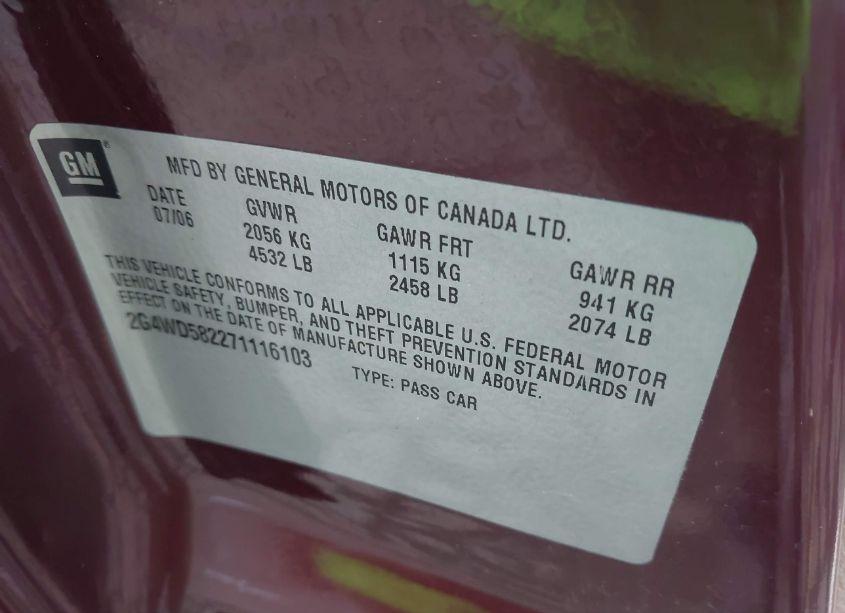 GM
MFD BY GENERAL MOTORS OF CANADA LTD.
DATE GVWR GAWR FRT GAWR RR
07/06 2056 KG 1115 KG 941 KG
4532 LB 2458 LB 2074 LB
THIS VEHICLE CONFORMS TO ALL APPLICABLE U.S. FEDERAL MOTOR
VEHICLE SAFETY, BUMPER, AND THEFT PREVENTION STANDARDS IN
EFFECT ON THE DATE OF MANUFACTURE SHOWN ABOVE.
2G4WD582271116103 TYPE: PASS CAR